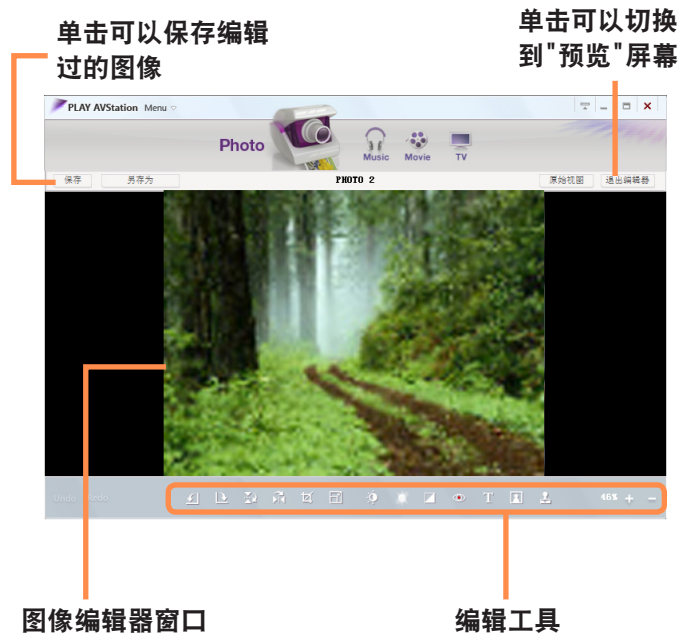 单击可以保存编辑
过的图像
单击可以切换
到"预览"屏幕
PLAY AVStation Menu
Photo
Music Movie TV
保存 另存为 PHOTO 2 原始视图 退出编辑器
Undo Redo T 46% + -
图像编辑器窗口 编辑工具